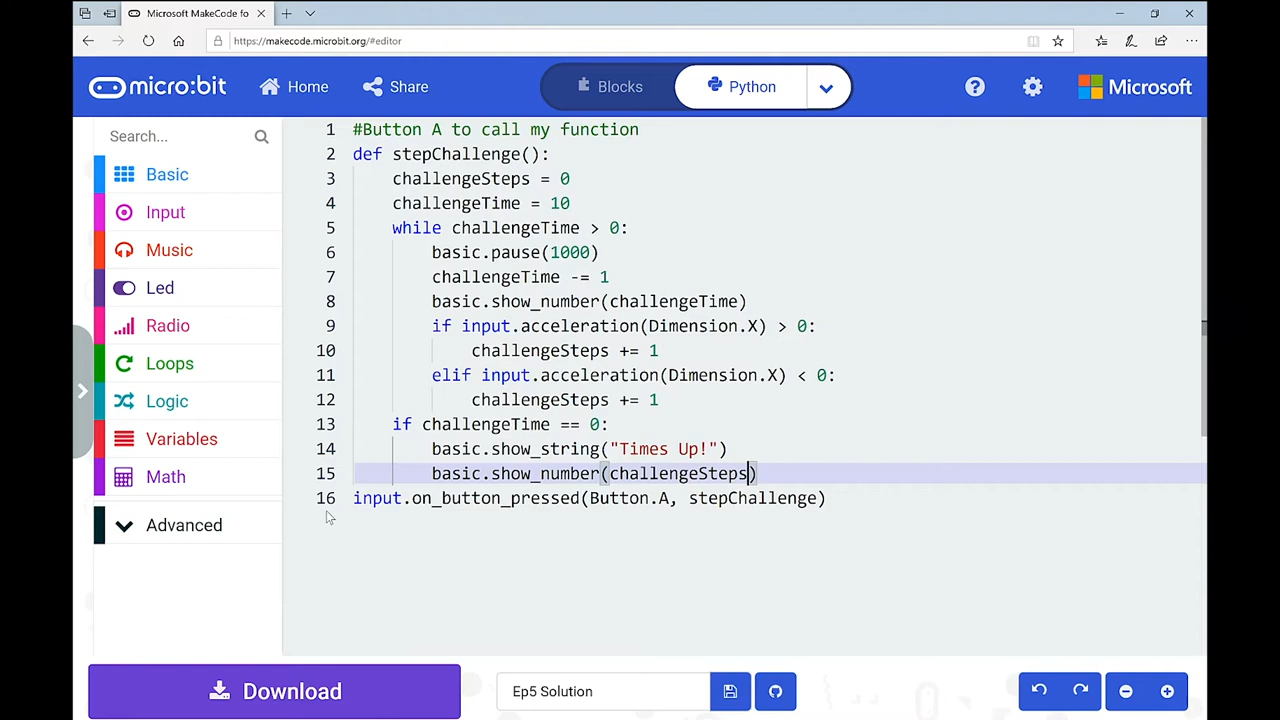 Microsoft MakeCode fo
https://makecode.microbit.org/#editor
micro:bit Home Share Blocks Python Microsoft
Search...
Basic
Input
Music
Led
Radio
Loops
Logic
Variables
Math
Advanced
1 #Button A to call my function
2 def stepChallenge():
3 challengeSteps = 0
4 challengeTime = 10
5 while challengeTime > 0:
6 basic.pause(1000)
7 challengeTime -= 1
8 basic.show_number(challengeTime)
9 if input.acceleration(Dimension.X) > 0:
10 challengeSteps += 1
11 elif input.acceleration(Dimension.X) < 0:
12 challengeSteps += 1
13 if challengeTime == 0:
14 basic.show_string("Times Up!")
15 basic.show_number(challengeSteps)
16 input.on_button_pressed(Button.A, stepChallenge)
Download
Ep5 Solution